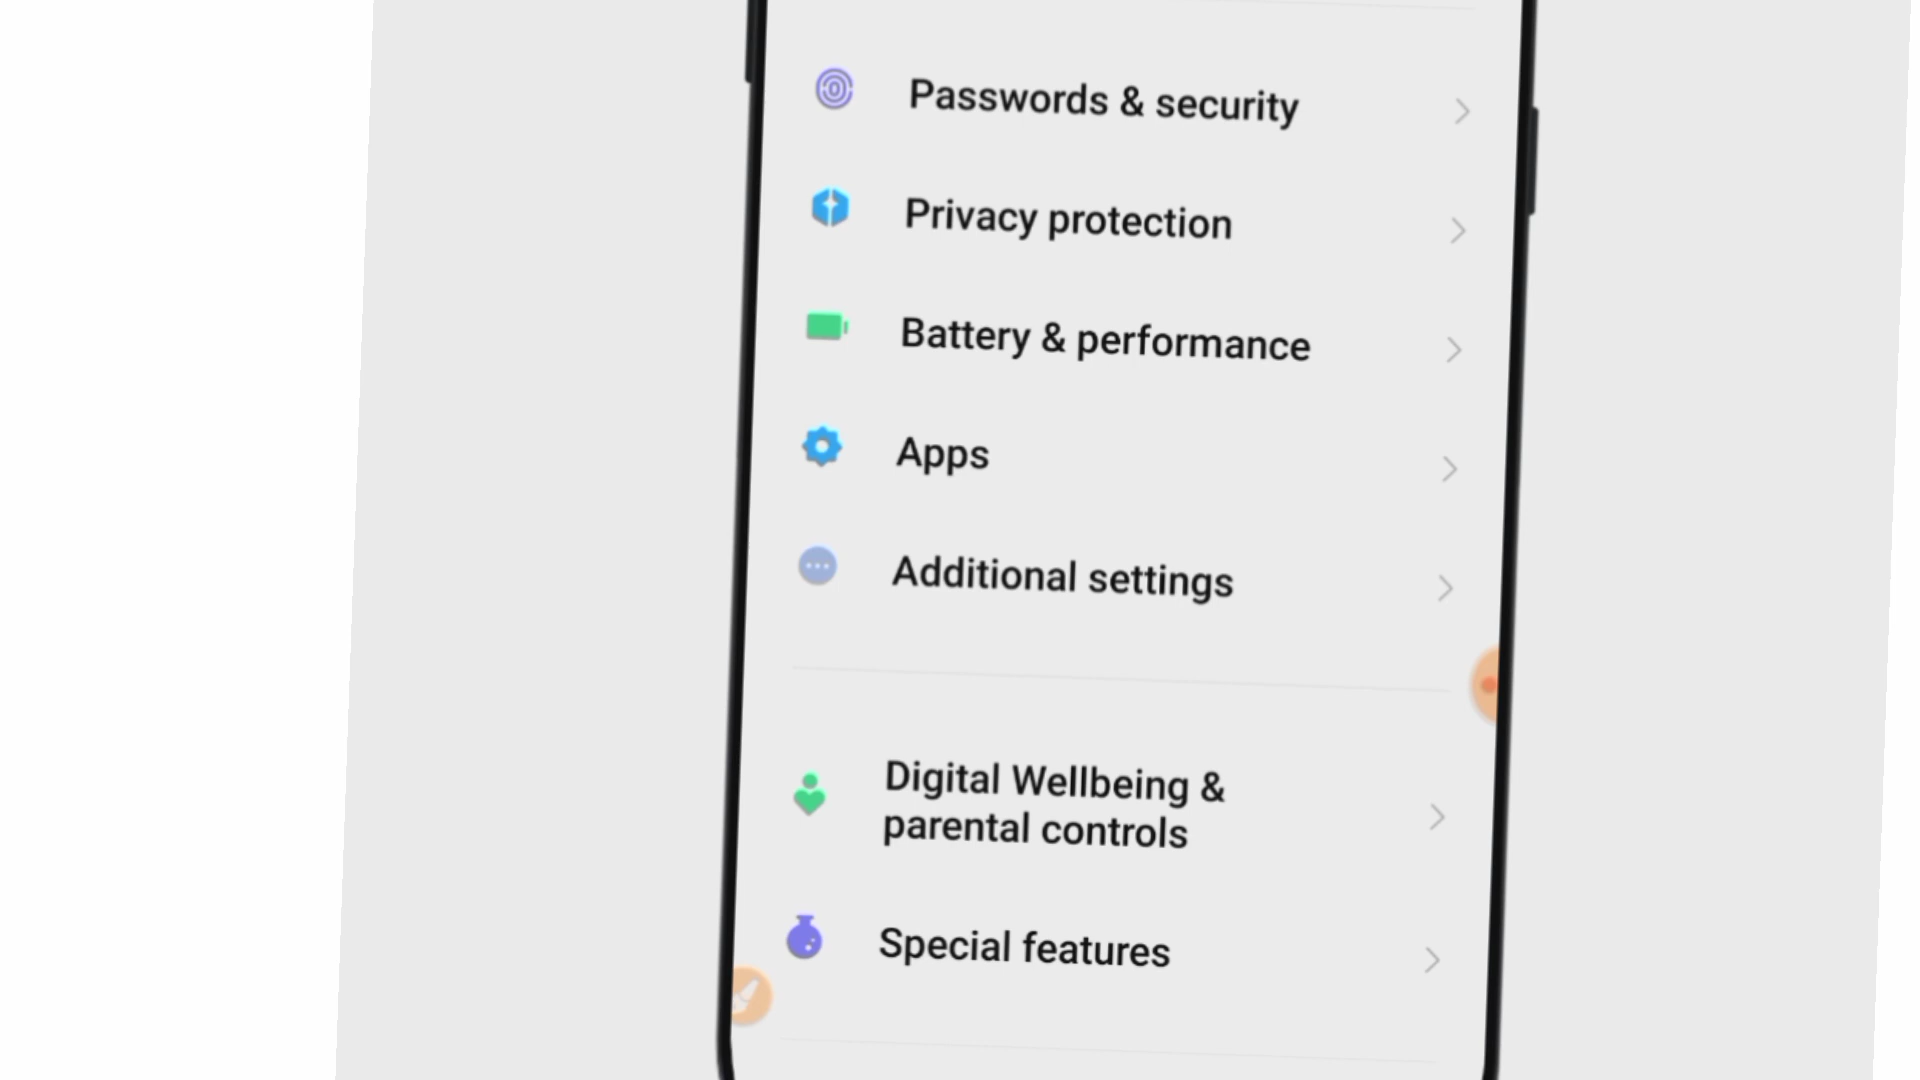 Passwords & security
Privacy protection
Battery & performance
Apps
Additional settings
Digital Wellbeing &
parental controls
Special features